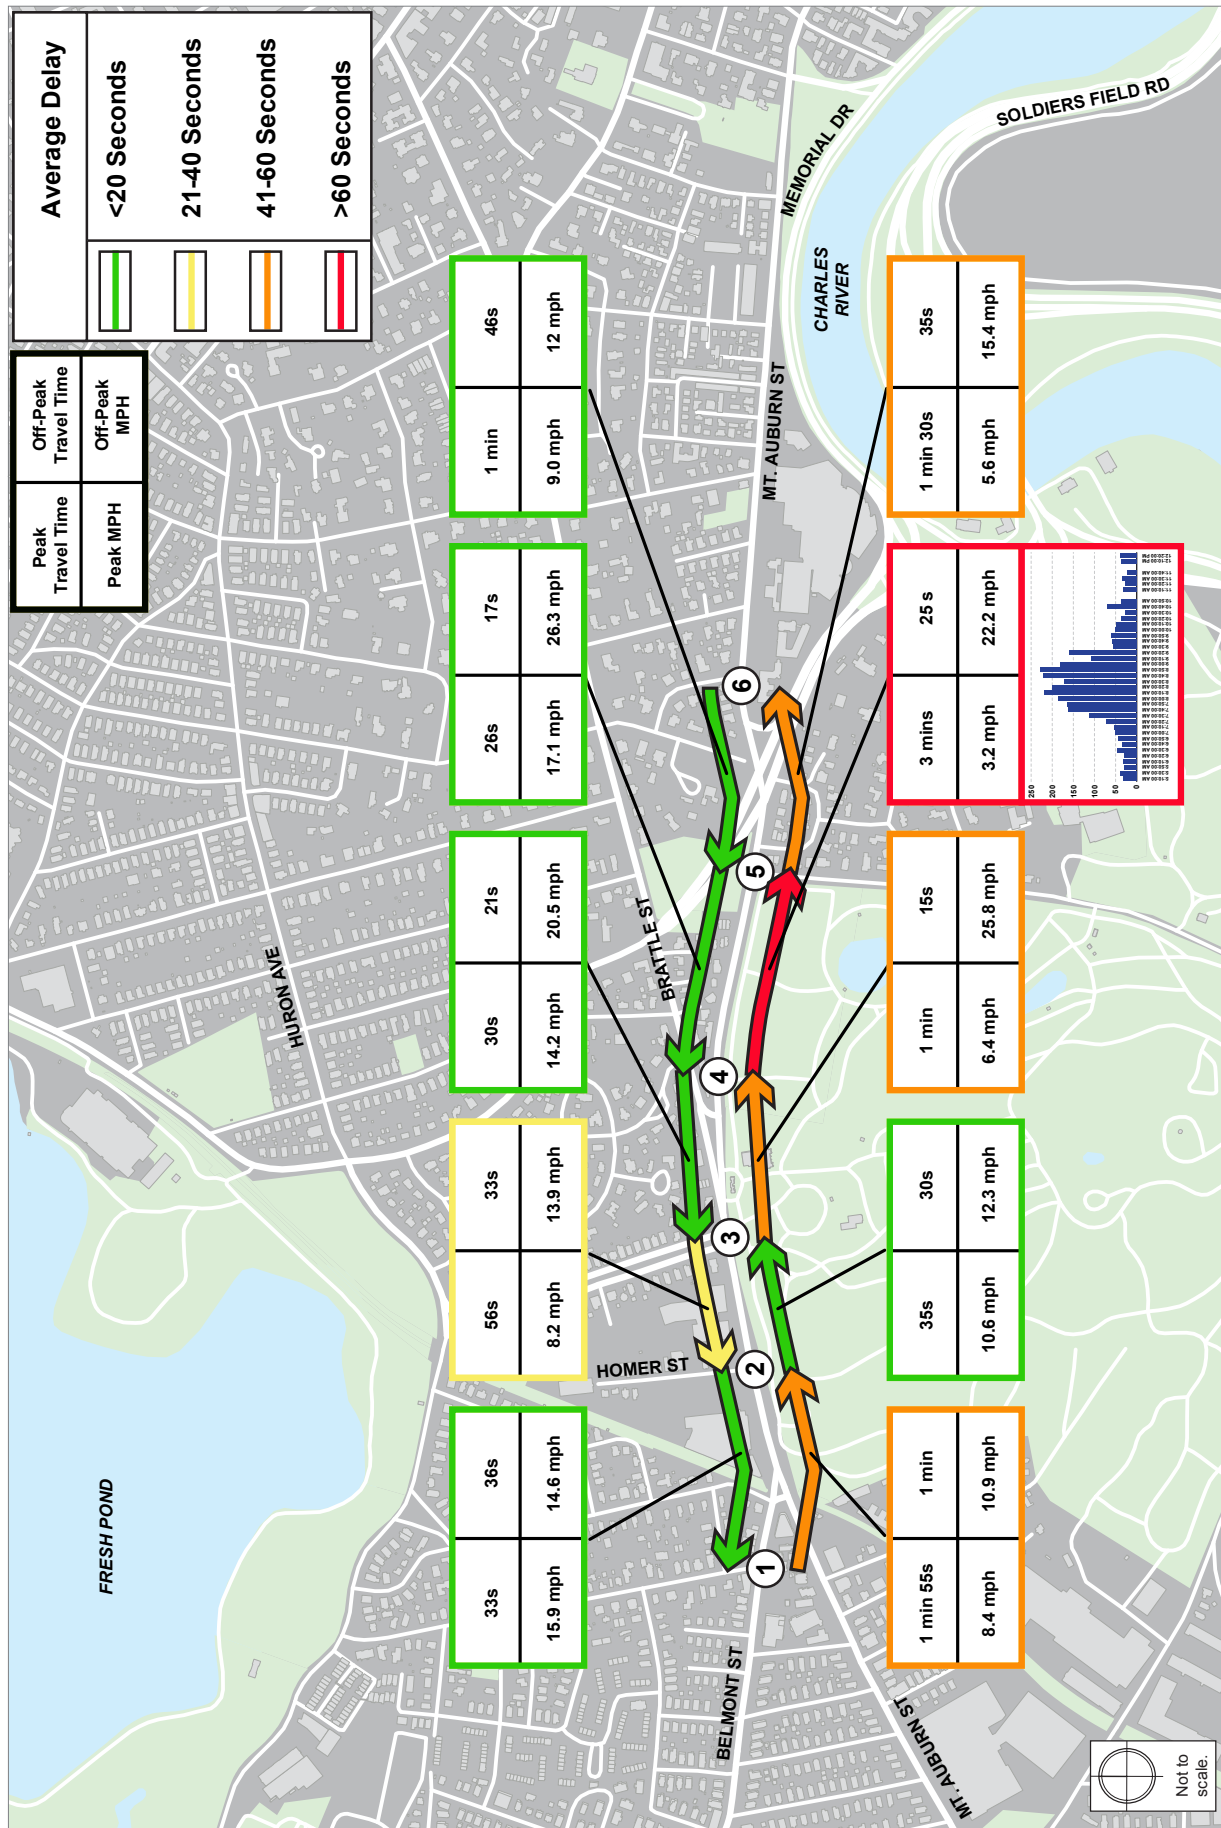 FRESH POND
Peak
Travel Time
Off-Peak
Travel Time
Peak MPH
Off-Peak
MPH
Average Delay
<20 Seconds
21-40 Seconds
41-60 Seconds
>60 Seconds
HURON AVE
33s
36s
15.9 mph
14.6 mph
56s
33s
8.2 mph
13.9 mph
30s
21s
14.2 mph
20.5 mph
26s
17s
17.1 mph
26.3 mph
1 min
46s
9.0 mph
12 mph
HOMER ST
BRATTLE ST
BELMONT ST
MT. AUBURN ST
MEMORIAL DR
CHARLES
RIVER
SOLDIERS FIELD RD
1
2
3
4
5
6
MT. AUBURN ST
1 min 55s
1 min
8.4 mph
10.9 mph
35s
30s
10.6 mph
12.3 mph
1 min
15s
6.4 mph
25.8 mph
3 mins
25 s
3.2 mph
22.2 mph
1 min 30s
35s
5.6 mph
15.4 mph
250
200
150
100
50
0
Not to
scale.